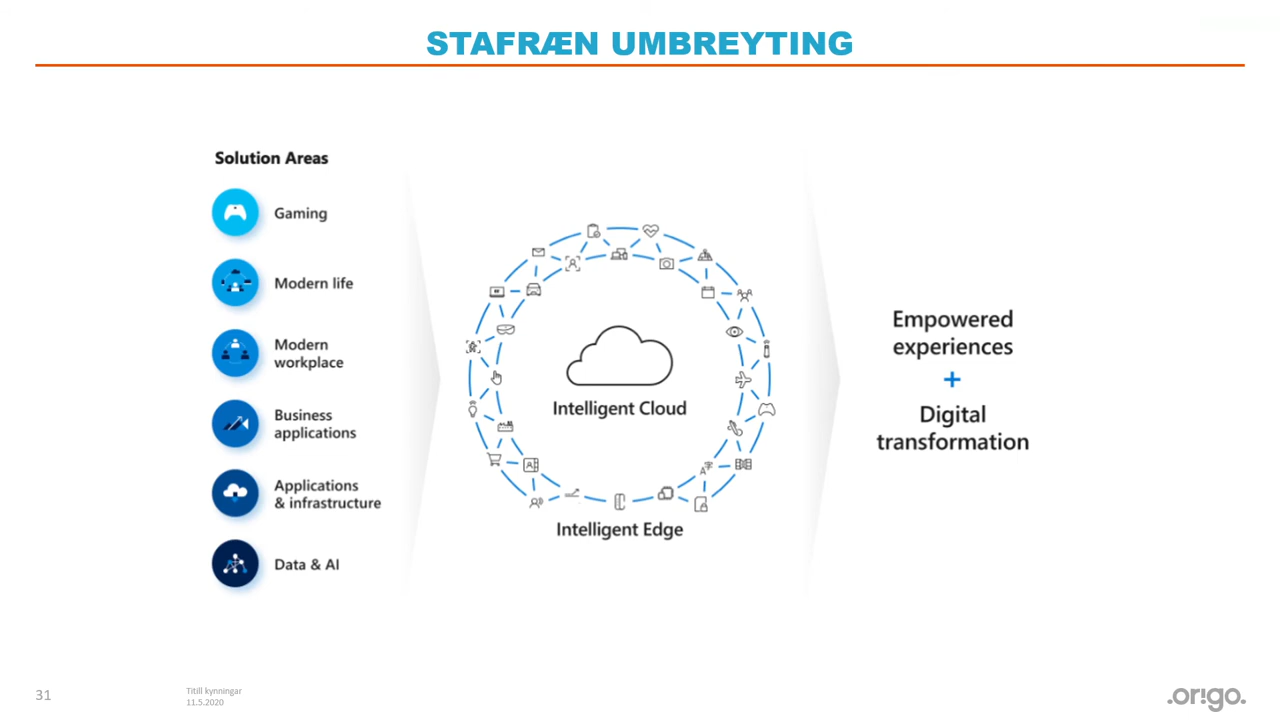 STAFRÆN UMBREYTING
Solution Areas
Gaming
Modern life
Modern
workplace
Business
applications
Applications
& infrastructure
Data & AI
Intelligent Cloud
Intelligent Edge
Empowered
experiences
+
Digital
transformation
31
Titill kynningar
11.5.2020
.origo.